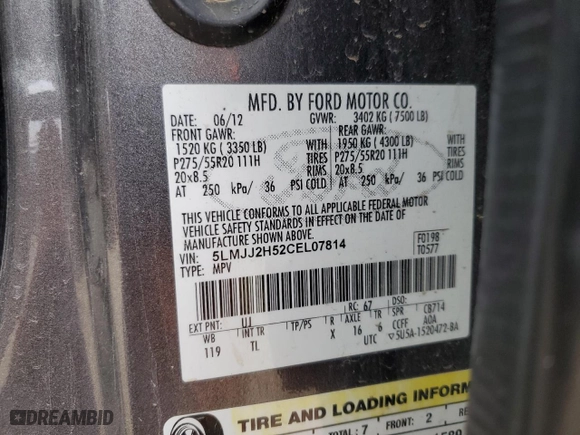 MFD. BY FORD MOTOR CO.
DATE: 06/12 GVWR: 3402 KG ( 7500 LB)
FRONT GAWR: REAR GAWR:
1520 KG ( 3350 LB) WITH 1950 KG ( 4300 LB) WITH
P275/55R20 111H TIRES P275/55R20 111H TIRES
20x8.5 RIMS 20x8.5 RIMS
AT 250 kPa/ 36 PSI COLD AT 250 kPa/ 36 PSI COLD
THIS VEHICLE CONFORMS TO ALL APPLICABLE FEDERAL MOTOR
VEHICLE SAFETY STANDARDS IN EFFECT ON THE DATE OF
MANUFACTURE SHOWN ABOVE.
VIN: 5LMJJ2H52CEL07814 F0198
TYPE: MPV T0577
EXT PNT: UJ RC: 67 DSO:
WB INT TR TP/PS R AXLE TR SPR CB714
119 TL X 16 6 CCFF A0A
UTC ▽5U5A-1520472-BA
TIRE AND LOADING INFORM
TOTAL: 7 FRONT: 2
DREAMBID